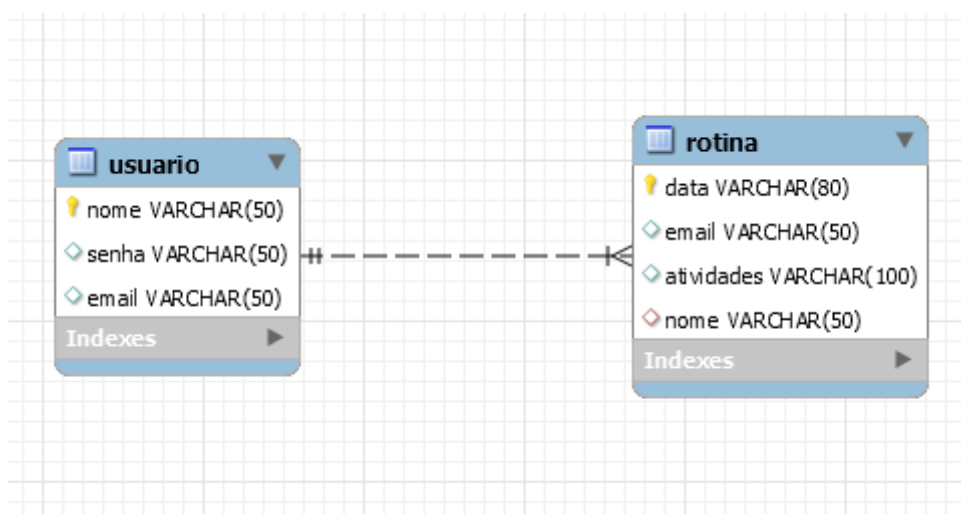 usuario
nome VARCHAR(50)
senha VARCHAR(50)
email VARCHAR(50)
Indexes
rotina
data VARCHAR(80)
email VARCHAR(50)
atividades VARCHAR(100)
nome VARCHAR(50)
Indexes